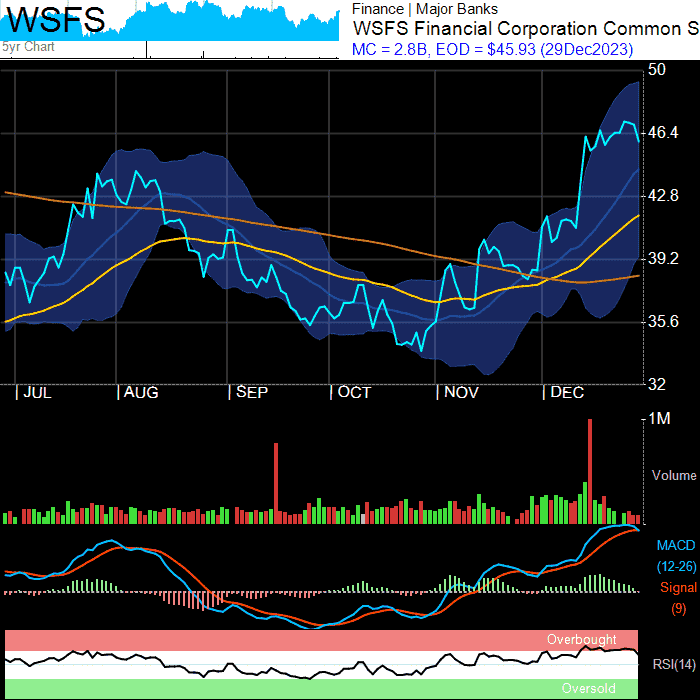 WSFS
5yr Chart
Finance | Major Banks
WSFS Financial Corporation Common S
MC = 2.8B, EOD = $45.93 (29Dec2023)
50
46.4
42.8
39.2
35.6
32
| JUL | AUG | SEP | OCT | NOV | DEC
1M
Volume
MACD
(12-26)
Signal
(9)
Overbought
RSI(14)
Oversold